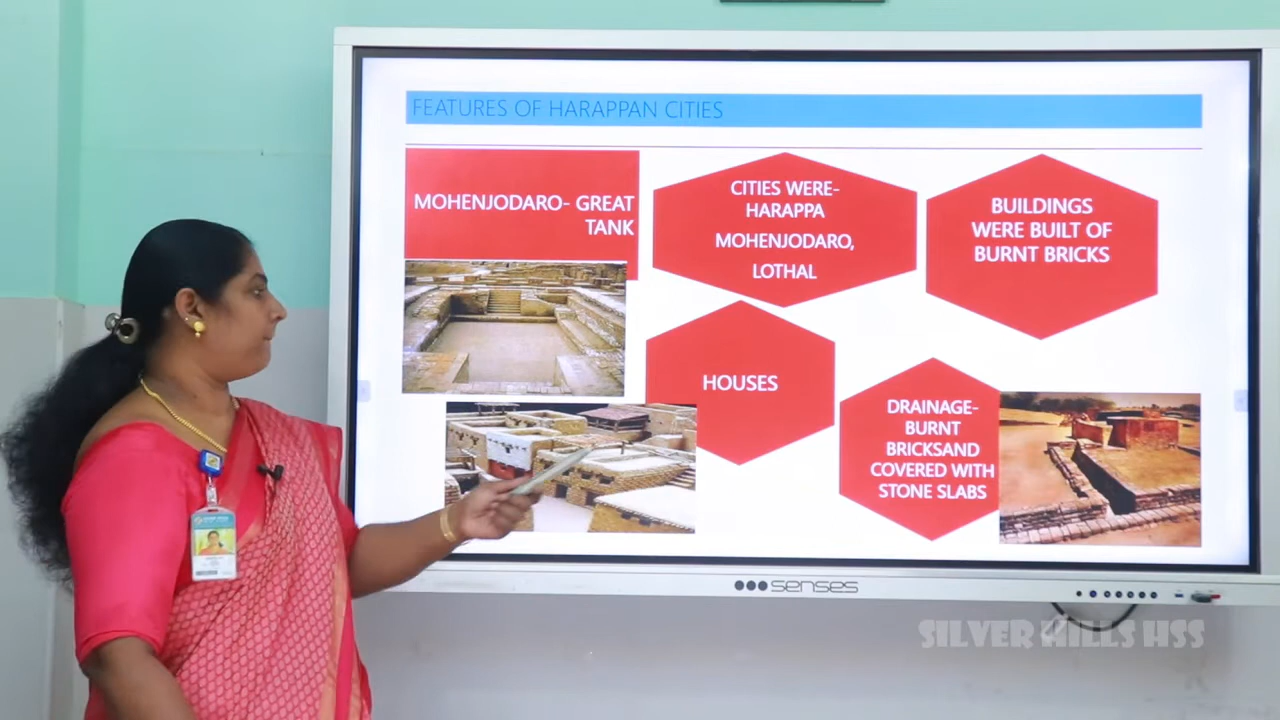 FEATURES OF HARAPPAN CITIES
MOHENJODARO- GREAT
TANK
CITIES WERE-
HARAPPA
MOHENJODARO,
LOTHAL
BUILDINGS
WERE BUILT OF
BURNT BRICKS
HOUSES
DRAINAGE-
BURNT
BRICKSAND
COVERED WITH
STONE SLABS
senses
SILVER HILLS HSS